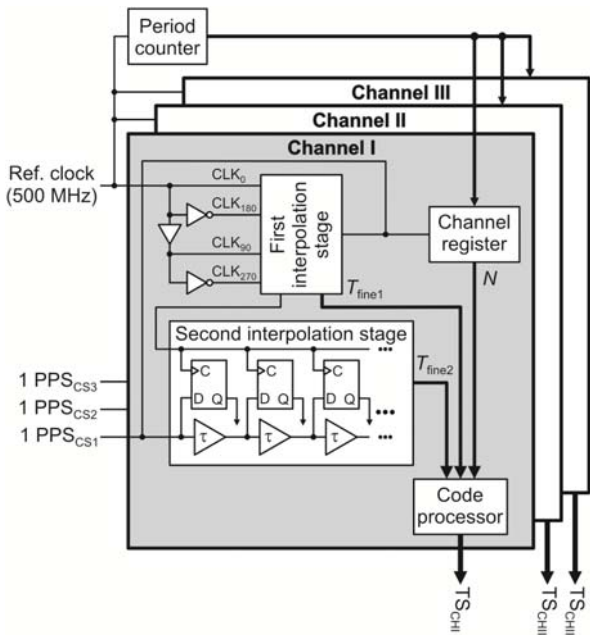 Period
counter
Channel III
Channel II
Channel I
Ref. clock
(500 MHz)
CLK0
CLK180
CLK90
CLK270
First
interpolation
stage
Channel
register
N
Tfine1
Second interpolation stage
C
C
C
...
D Q
D Q
D Q
...
τ
τ
τ
...
Tfine2
1 PPSCS3
1 PPSCS2
1 PPSCS1
Code
processor
TSCHI
TSCHII
TSCHII